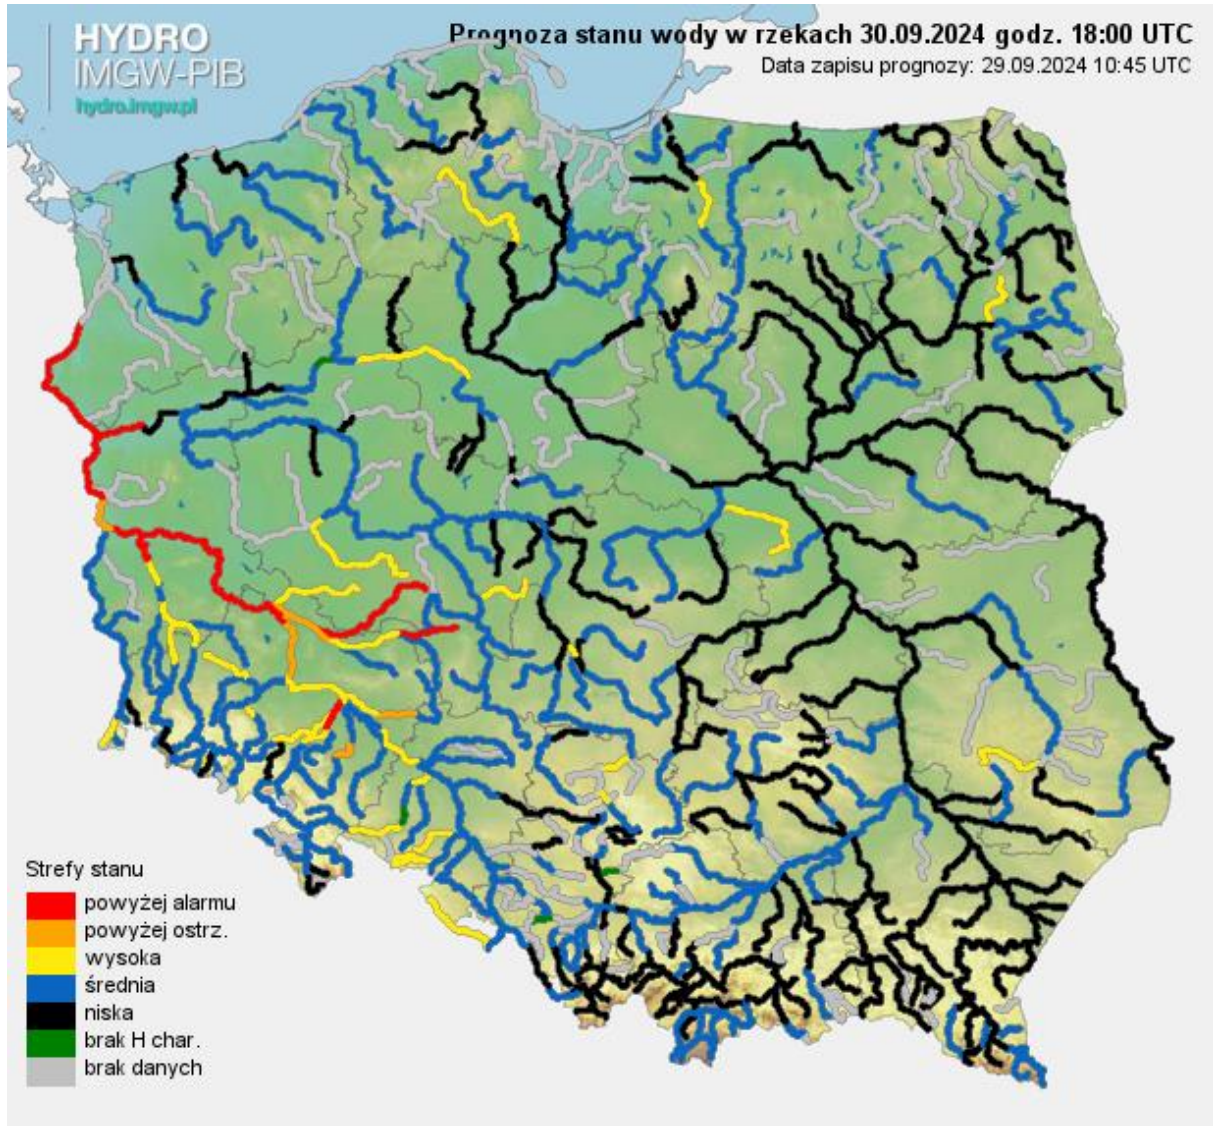 HYDRO
IMGW-PIB
hydro.imgw.pl
Prognoza stanu wody w rzekach 30.09.2024 godz. 18:00 UTC
Data zapisu prognozy: 29.09.2024 10:45 UTC
Strefy stanu
powyżej alarmu
powyżej ostrz.
wysoka
średnia
niska
brak H char.
brak danych